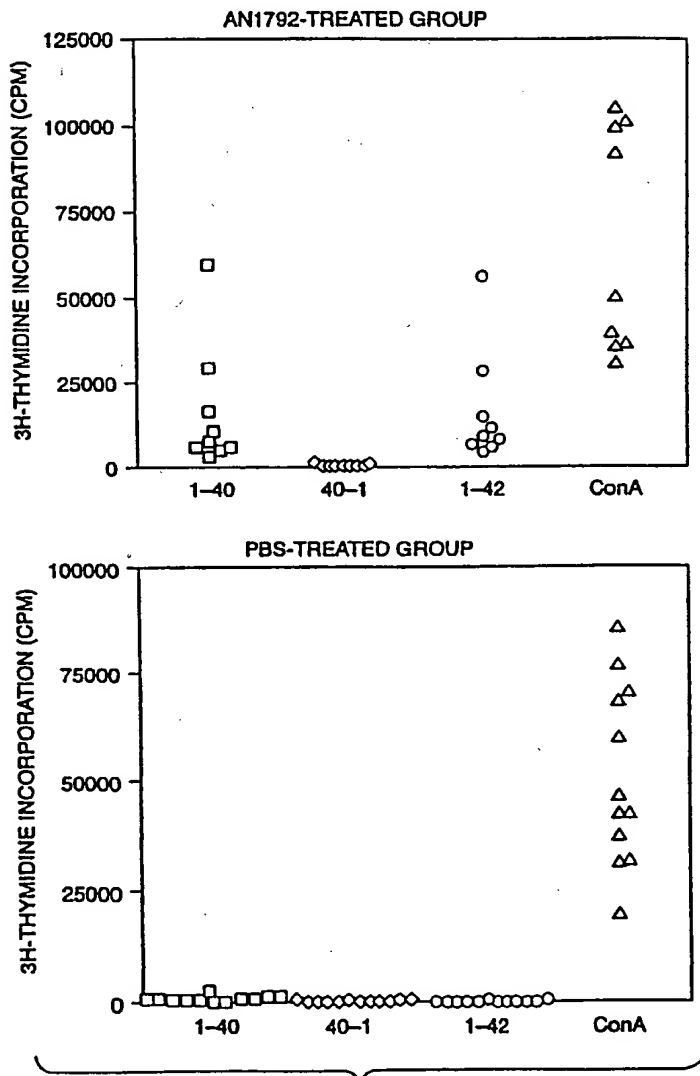 AN1792-TREATED GROUP
3H-THYMIDINE INCORPORATION (CPM)
125000
100000
75000
50000
25000
0
1–40
40–1
1–42
ConA
PBS-TREATED GROUP
3H-THYMIDINE INCORPORATION (CPM)
100000
75000
50000
25000
0
1–40
40–1
1–42
ConA